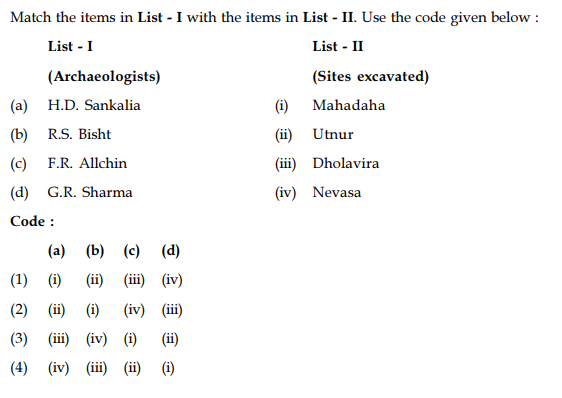 Match the items in List - I with the items in List - II. Use the code given below :
List - I List - II
(Archaeologists) (Sites excavated)
(a) H.D. Sankalia (i) Mahadaha
(b) R.S. Bisht (ii) Utnur
(c) F.R. Allchin (iii) Dholavira
(d) G.R. Sharma (iv) Nevasa
Code :
(a) (b) (c) (d)
(1) (i) (ii) (iii) (iv)
(2) (ii) (i) (iv) (iii)
(3) (iii) (iv) (i) (ii)
(4) (iv) (iii) (ii) (i)